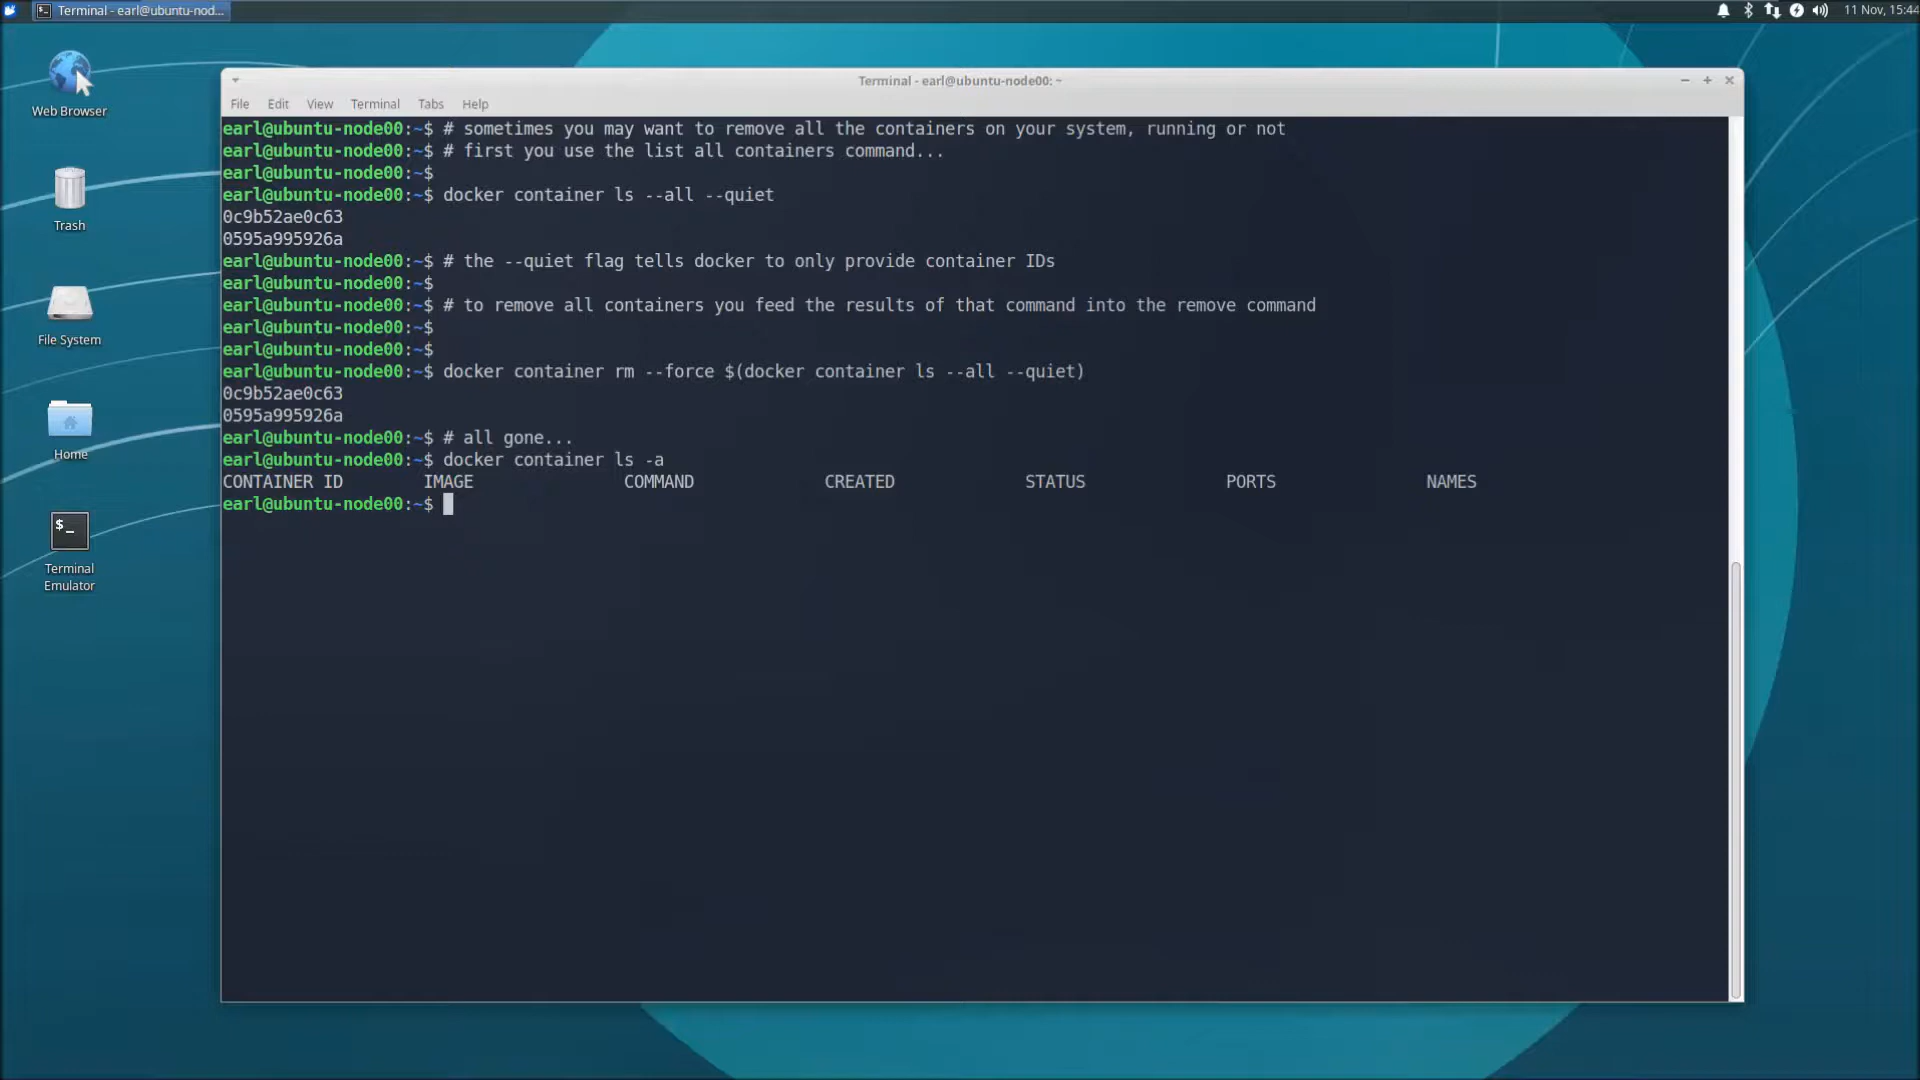 Terminal - earl@ubuntu-nod...
11 Nov, 15:44
Web Browser
Trash
File System
Home
$_
Terminal
Emulator
Terminal - earl@ubuntu-node00: ~
File Edit View Terminal Tabs Help
earl@ubuntu-node00:~$ # sometimes you may want to remove all the containers on your system, running or not
earl@ubuntu-node00:~$ # first you use the list all containers command...
earl@ubuntu-node00:~$
earl@ubuntu-node00:~$ docker container ls --all --quiet
0c9b52ae0c63
0595a995926a
earl@ubuntu-node00:~$ # the --quiet flag tells docker to only provide container IDs
earl@ubuntu-node00:~$
earl@ubuntu-node00:~$ # to remove all containers you feed the results of that command into the remove command
earl@ubuntu-node00:~$
earl@ubuntu-node00:~$
earl@ubuntu-node00:~$ docker container rm --force $(docker container ls --all --quiet)
0c9b52ae0c63
0595a995926a
earl@ubuntu-node00:~$ # all gone...
earl@ubuntu-node00:~$ docker container ls -a
CONTAINER ID IMAGE COMMAND CREATED STATUS PORTS NAMES
earl@ubuntu-node00:~$